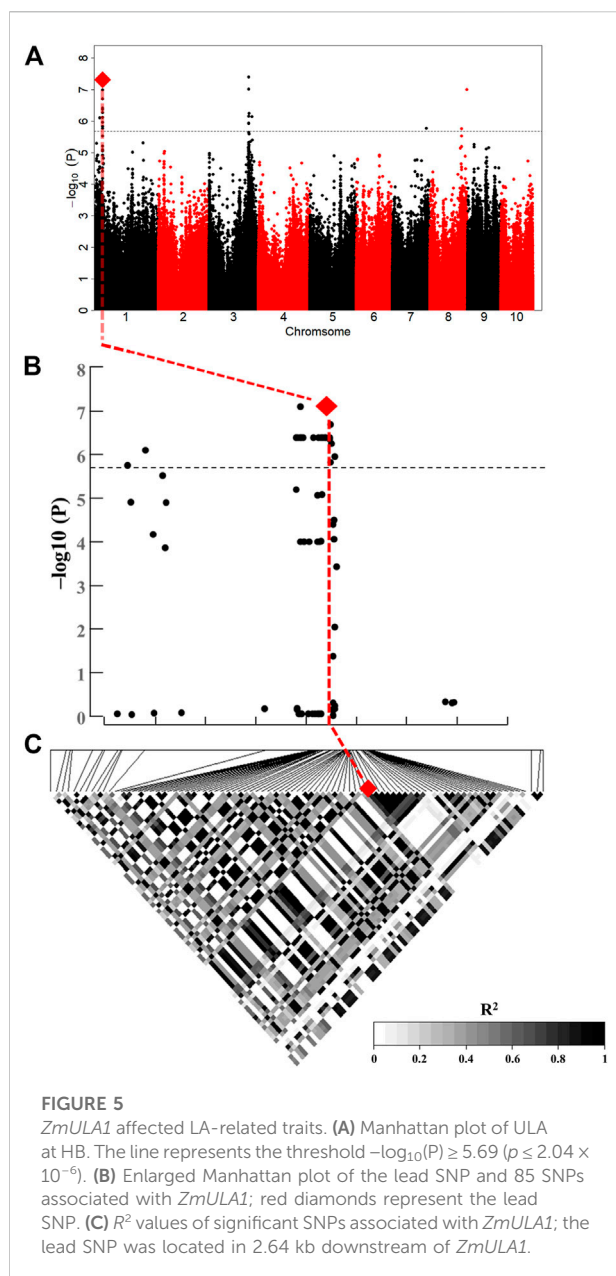 A
8
7
6
5
4
3
2
1
0
−log10 (P)
1 2 3 4 5 6 7 8 9 10
Chromsome
B
8
7
6
5
4
3
2
1
0
−log10 (P)
C
R2
0 0.2 0.4 0.6 0.8 1
FIGURE 5
ZmULA1 affected LA-related traits. (A) Manhattan plot of ULA
at HB. The line represents the threshold –log10(P) ≥ 5.69 (p ≤ 2.04 ×
10−6). (B) Enlarged Manhattan plot of the lead SNP and 85 SNPs
associated with ZmULA1; red diamonds represent the lead
SNP. (C) R2 values of significant SNPs associated with ZmULA1; the
lead SNP was located in 2.64 kb downstream of ZmULA1.